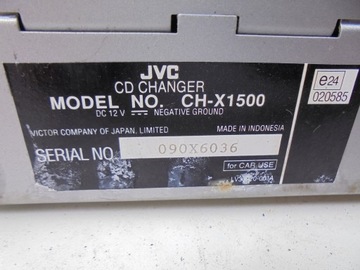 JVC
CD CHANGER
MODEL NO. CH-X1500
DC 12 V NEGATIVE GROUND
VICTOR COMPANY OF JAPAN, LIMITED MADE IN INDONESIA
SERIAL NO. 090X6036
for CAR USE
e24
020585